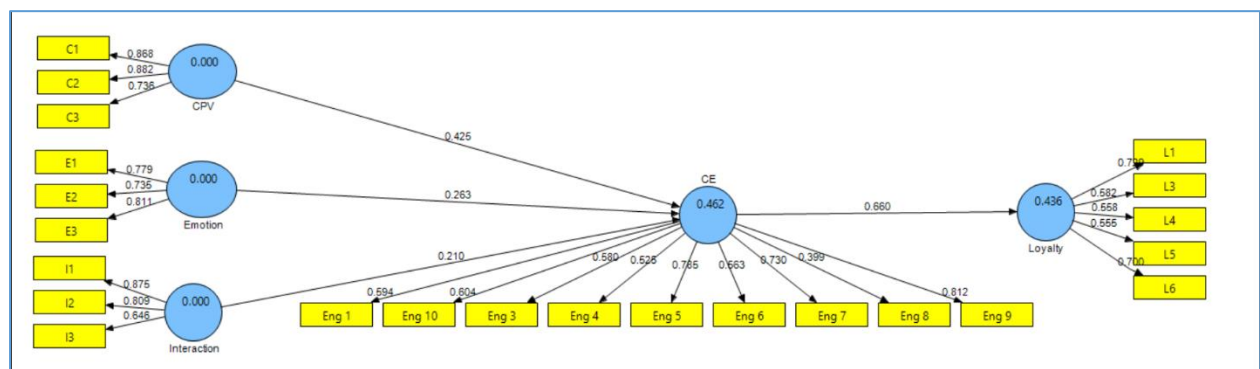 C1
0.868
C2
0.882
C3
0.736
0.000
CPV
0.425
E1
0.779
E2
0.735
E3
0.811
0.000
Emotion
0.263
I1
0.875
I2
0.809
I3
0.646
0.000
Interaction
0.210
CE
0.462
0.594
0.604
0.580
0.525
0.563
0.730
0.399
0.812
Eng 1
Eng 10
Eng 3
Eng 4
Eng 5
Eng 6
Eng 7
Eng 8
Eng 9
0.660
0.436
Loyalty
L1
0.582
L3
0.558
L4
0.555
L5
0.700
L6